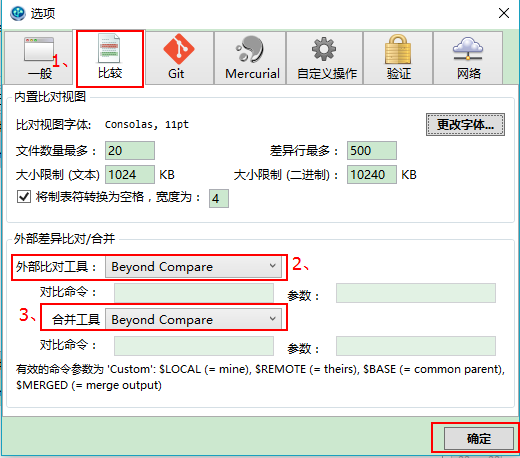 选项
1、
一般 比较 Git Mercurial 自定义操作 验证 网络
内置比对视图
比对视图字体: Consolas, 11pt 更改字体...
文件数量最多: 20 差异行最多: 500
大小限制 (文本) 1024 KB 大小限制 (二进制) 10240 KB
将制表符转换为空格，宽度为: 4
外部差异比对/合并
外部比对工具: Beyond Compare 2、
对比命令: 参数:
3、 合并工具 Beyond Compare
对比命令: 参数:
有效的命令参数为 'Custom': $LOCAL (= mine), $REMOTE (= theirs), $BASE (= common parent),
$MERGED (= merge output)
确定